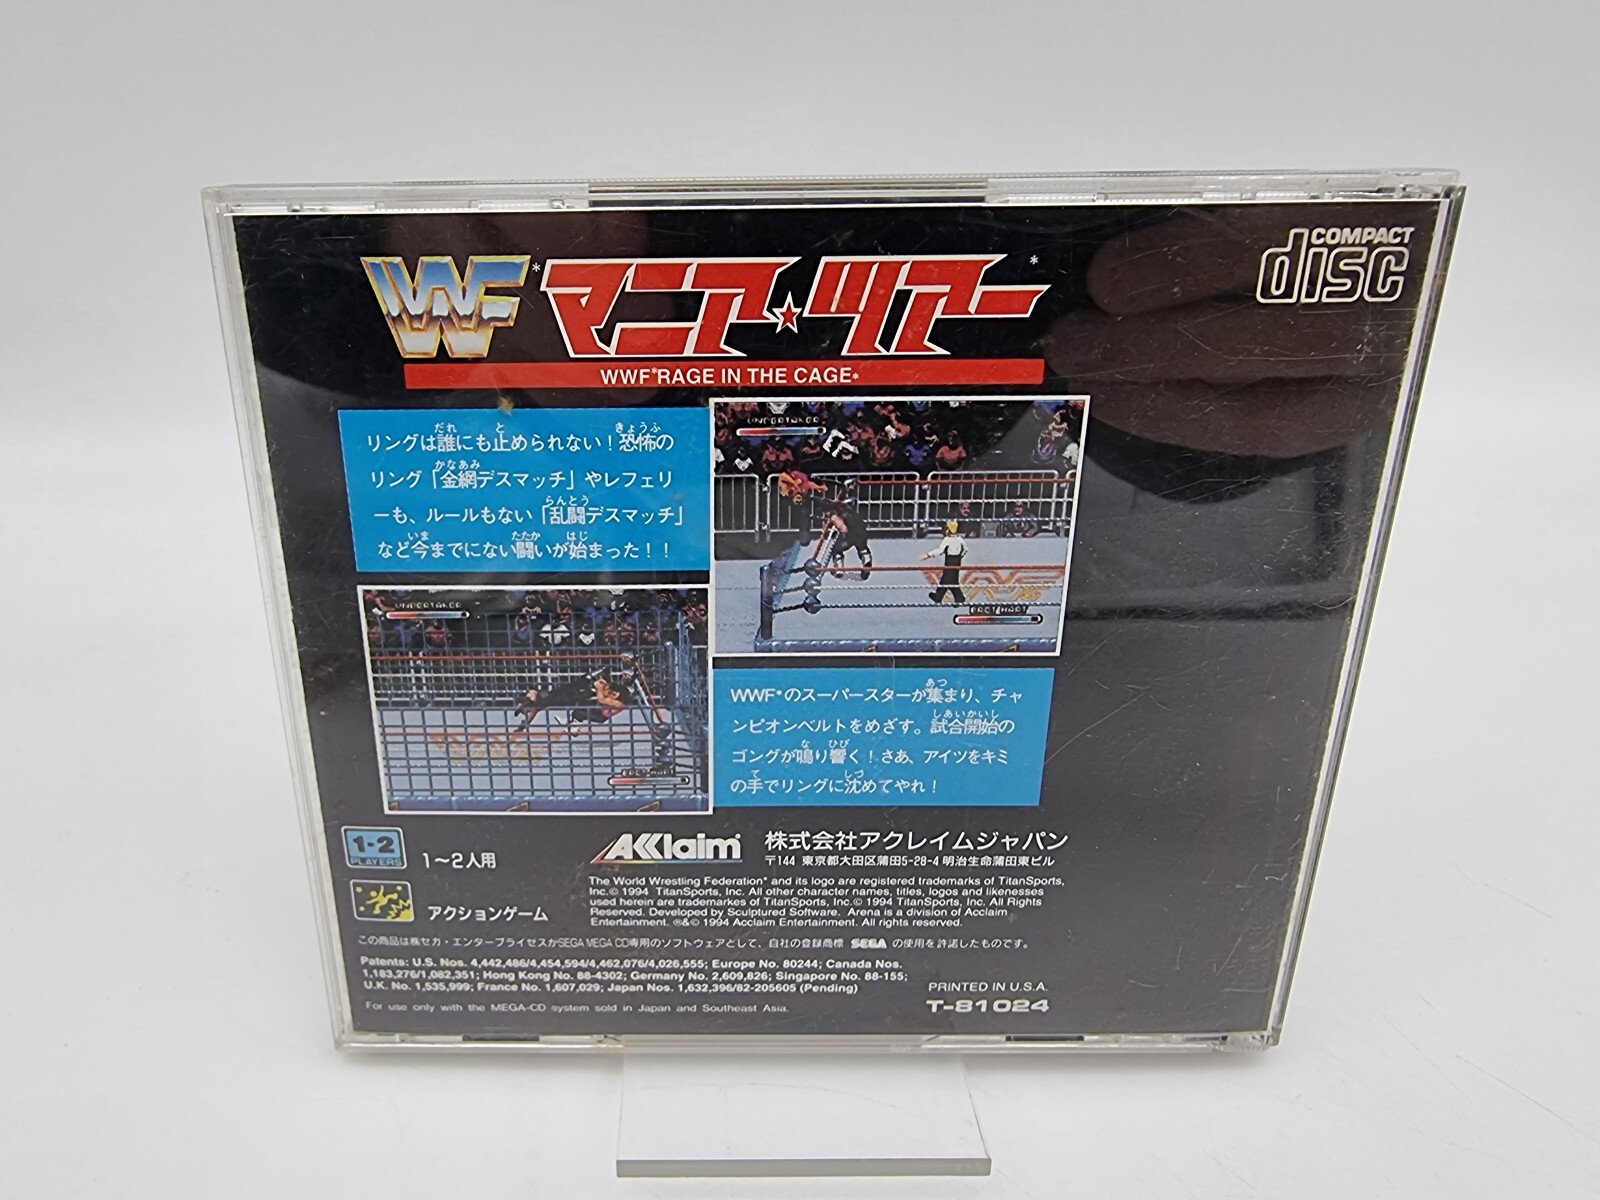 COMPACT
disc
WWF* マニア★ツアー*
WWF*RAGE IN THE CAGE*
リングは誰にも止められない！恐怖の
リング「金網デスマッチ」やレフェリ
ーも、ルールもない「乱闘デスマッチ」
など今までにない闘いが始まった！！
UNDERTAKER
BRET HART
UNDERTAKER
BRET HART
WWF*のスーパースターが集まり、チャ
ンピオンベルトをめざす。試合開始の
ゴングが鳴り響く！さあ、アイツをキミ
の手でリングに沈めてやれ！
1-2
PLAYERS
1～2人用
アクションゲーム
AKKlaim
株式会社アクレイムジャパン
〒144 東京都大田区蒲田5-28-4 明治生命蒲田東ビル
The World Wrestling Federation* and its logo are registered trademarks of TitanSports,
Inc.© 1994 TitanSports, Inc. All other character names, titles, logos and likenesses
used herein are trademarkes of TitanSports, Inc.© 1994 TitanSports, Inc. All Rights
Reserved. Developed by Sculptured Software. Arena is a division of Acclaim
Entertainment. ℗&© 1994 Acclaim Entertainment. All rights reserved.
この商品は㈱セガ・エンタープライゼスがSEGA MEGA CD専用のソフトウェアとして、自社の登録商標 SEGA の使用を許諾したものです。
Patents: U.S. Nos. 4,442,486/4,454,594/4,462,076/4,026,555; Europe No. 80244; Canada Nos.
1,183,276/1,082,351; Hong Kong No. 88-4302; Germany No. 2,609,826; Singapore No. 88-155;
U.K. No. 1,535,999; France No. 1,607,029; Japan Nos. 1,632,396/82-205605 (Pending)
For use only with the MEGA-CD system sold in Japan and Southeast Asia.
PRINTED IN U.S.A.
T-81024